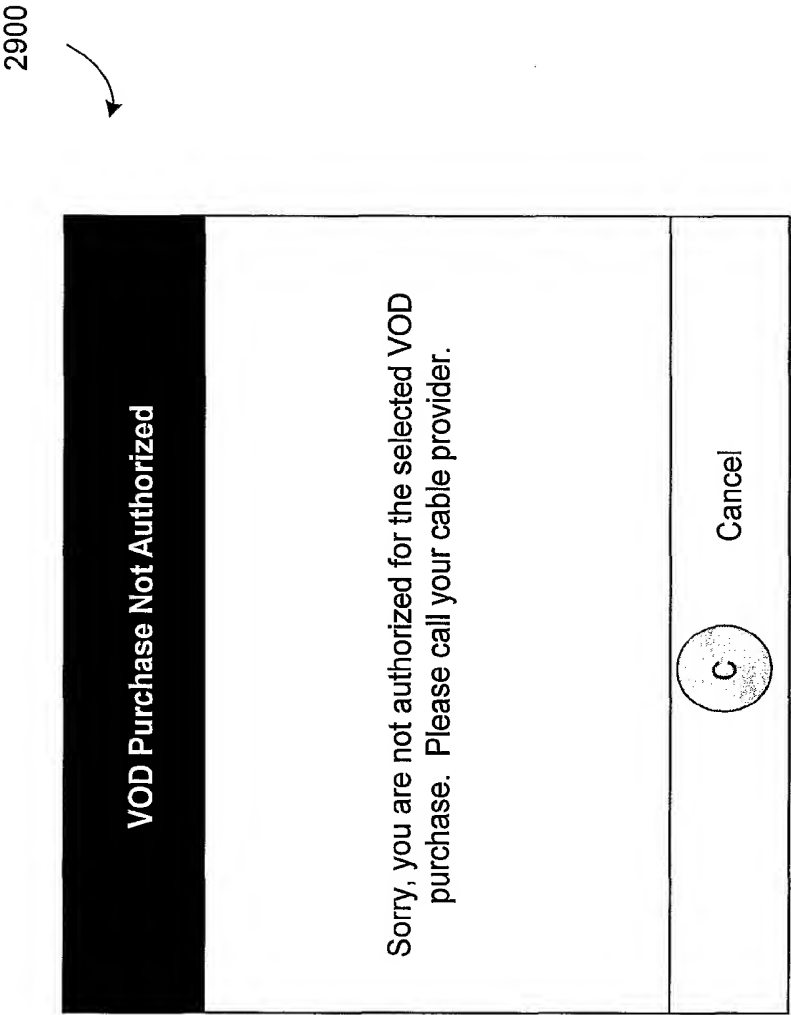 2900
VOD Purchase Not Authorized
Sorry, you are not authorized for the selected VOD
purchase.  Please call your cable provider.
C
Cancel